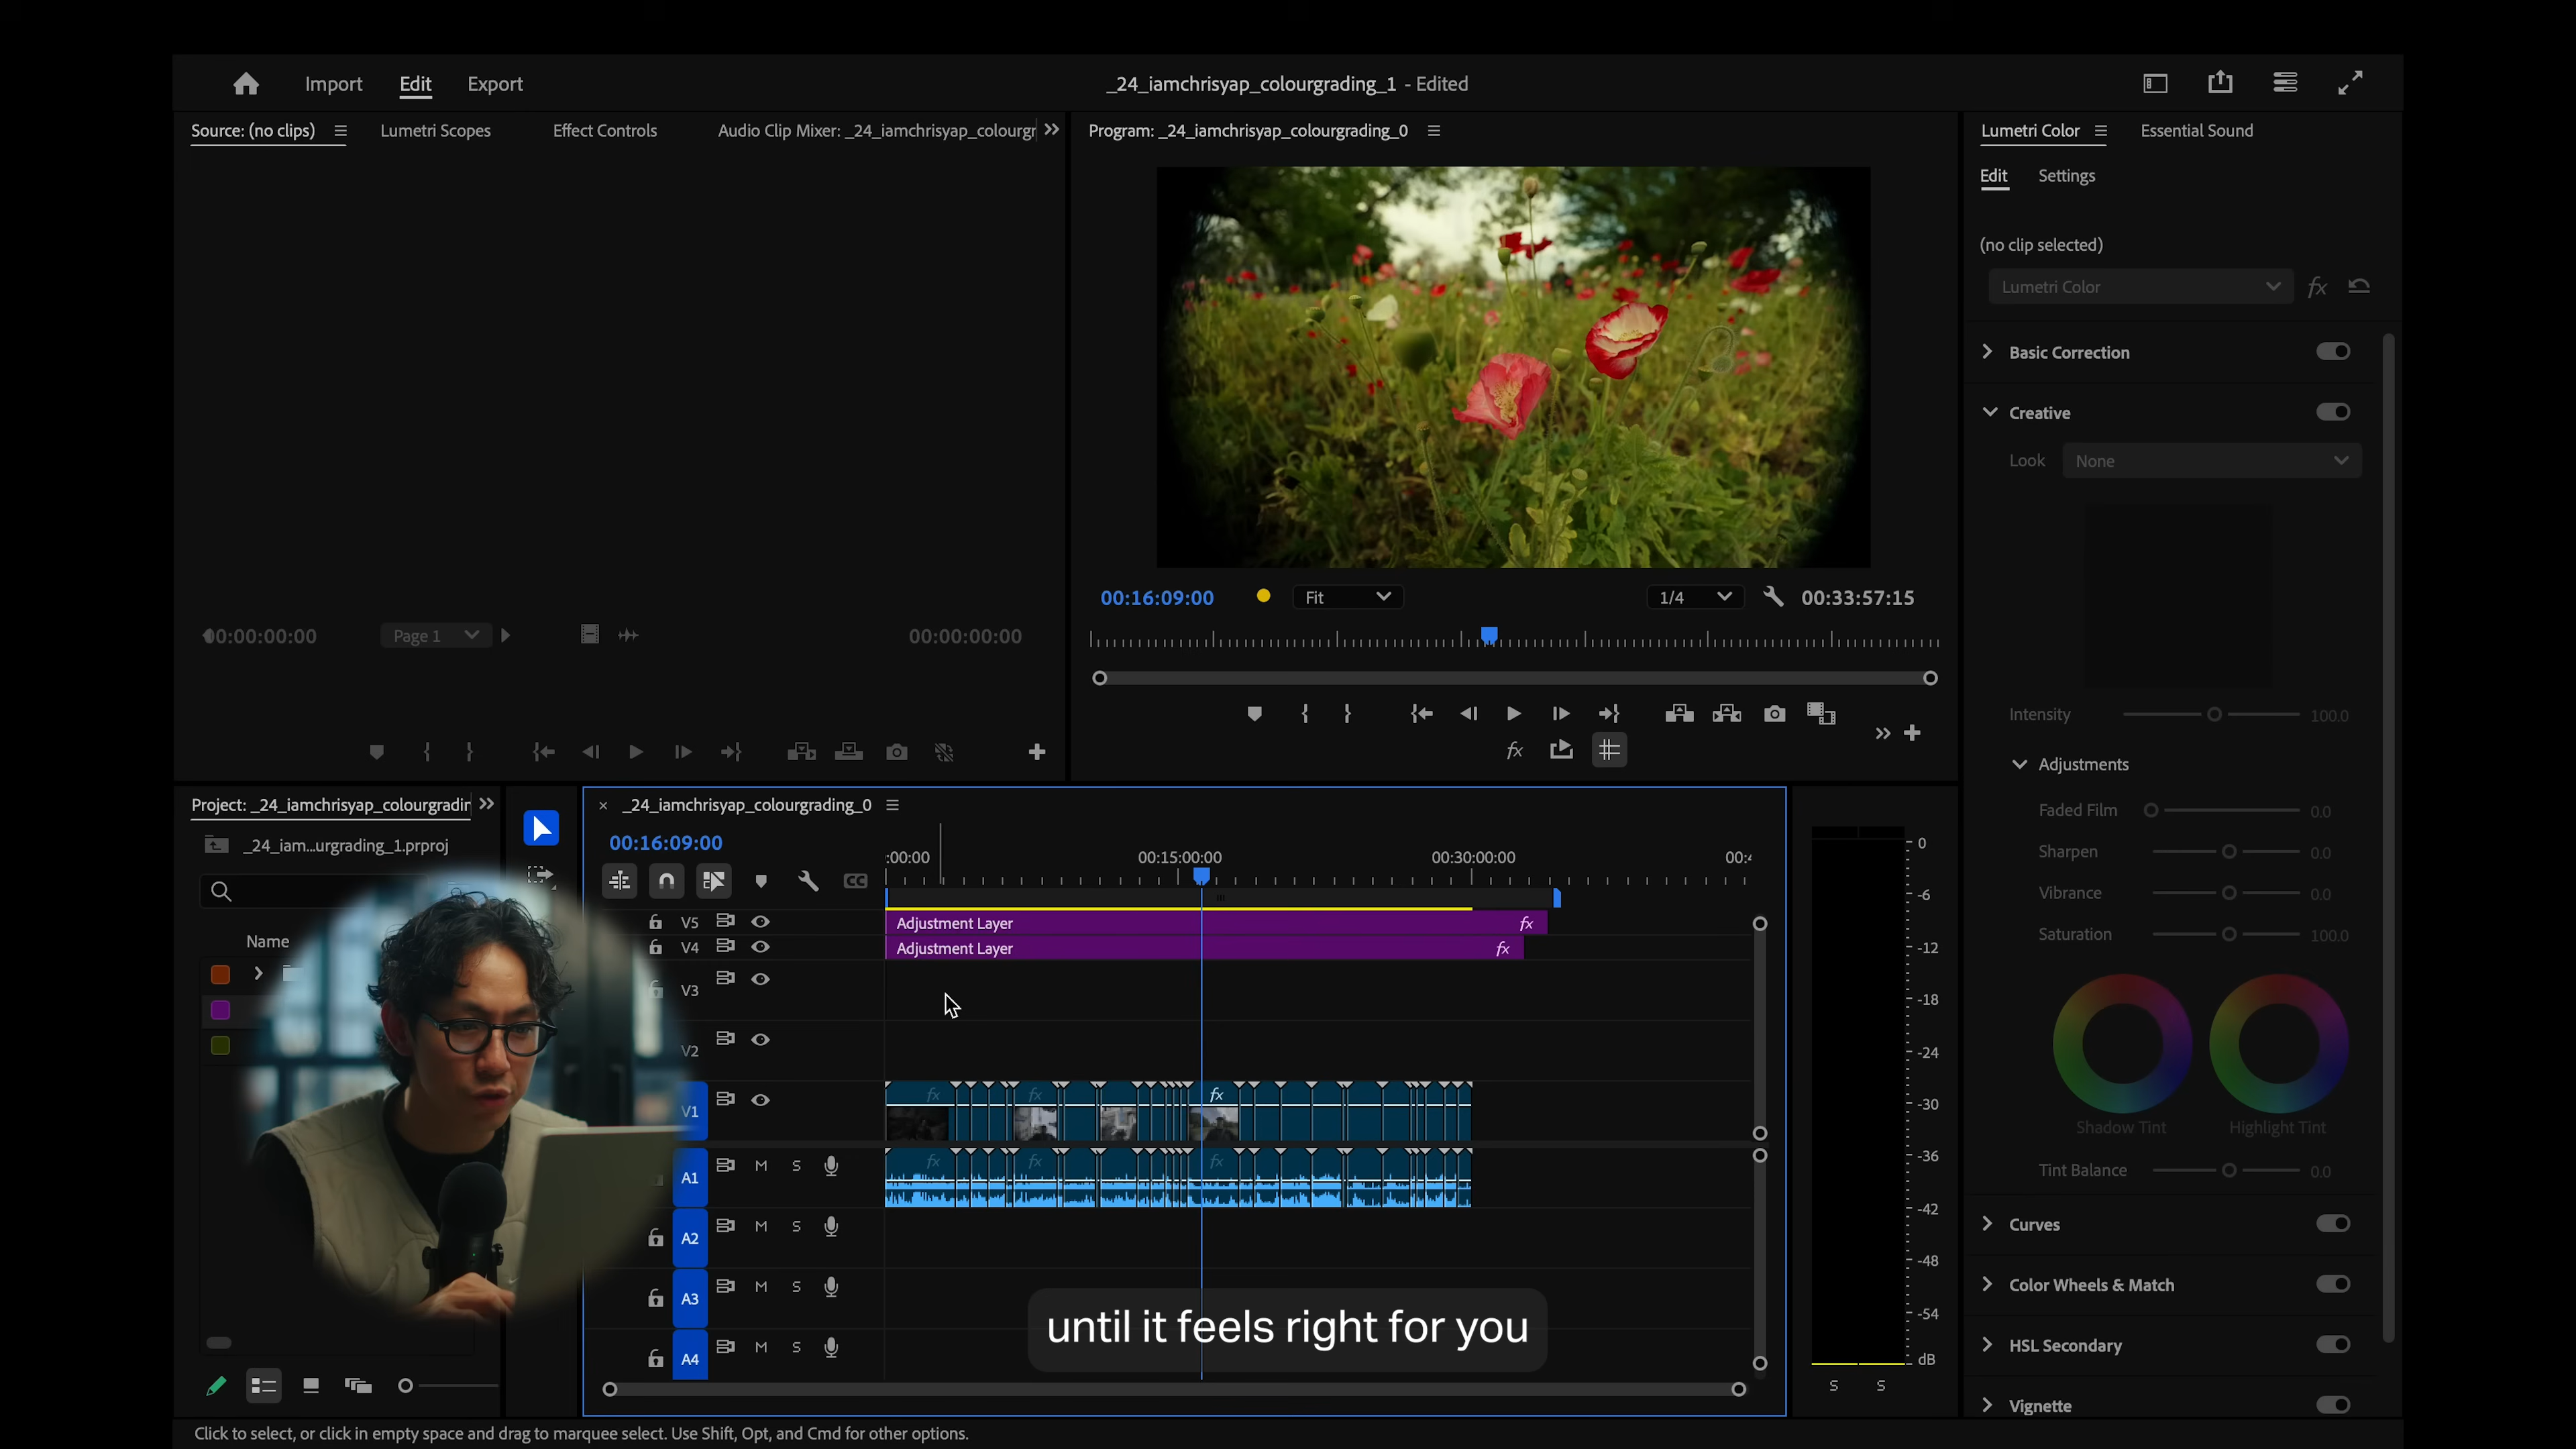 Import Edit Export
_24_iamchrisyap_colourgrading_1 - Edited
Source: (no clips) Lumetri Scopes Effect Controls Audio Clip Mixer: _24_iamchrisyap_colourgr
Program: _24_iamchrisyap_colourgrading_0
Lumetri Color Essential Sound
Edit Settings
(no clip selected)
Lumetri Color fx
Basic Correction
Creative
Look None
Intensity 100.0
Adjustments
Faded Film 0.0
Sharpen 0.0
Vibrance 0.0
Saturation 100.0
Shadow Tint Highlight Tint
Tint Balance 0.0
Curves
Color Wheels & Match
HSL Secondary
Vignette
00:16:09:00 Fit 1/4 00:33:57:15
00:00:00:00 Page 1 00:00:00:00
fx
Project: _24_iamchrisyap_colourgradin
_24_iam...urgrading_1.prproj
Name
_24_iamchrisyap_colourgrading_0
00:16:09:00
:00:00 00:15:00:00 00:30:00:00 00:4
CC
V5 Adjustment Layer fx
V4 Adjustment Layer fx
V3
V2
V1 fx fx fx
A1 M S fx fx fx
A2 M S
A3 M S
A4 M S
0
-6
-12
-18
-24
-30
-36
-42
-48
-54
dB
S S
until it feels right for you
Click to select, or click in empty space and drag to marquee select. Use Shift, Opt, and Cmd for other options.